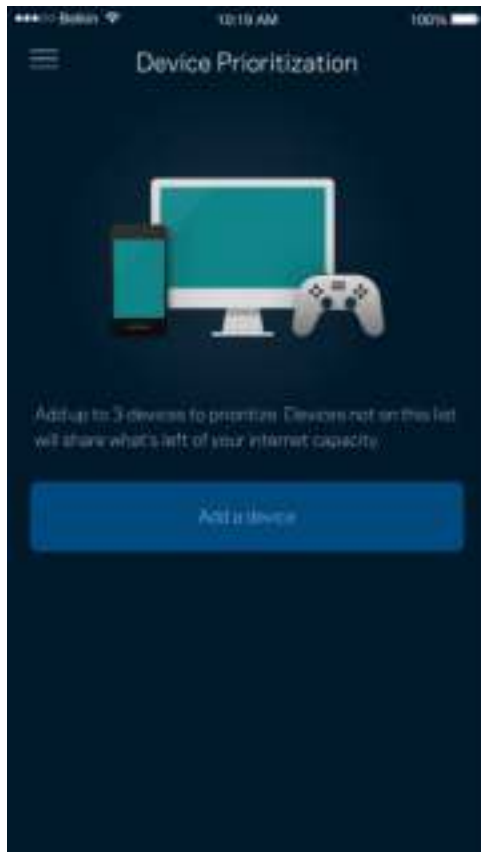 Belkin 10:19 AM 100%
Device Prioritization
Add up to 3 devices to prioritize. Devices not on this list
will share what's left of your internet capacity.
Add a device